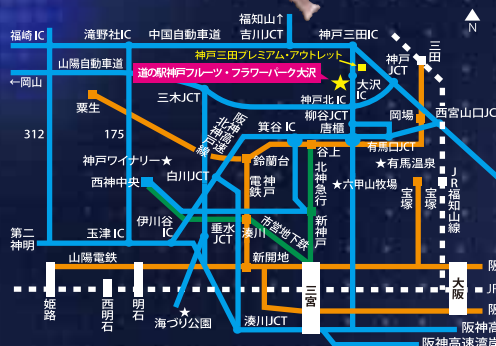 福知山↑
福崎IC
滝野社IC
中国自動車道
吉川JCT
神戸三田IC
N
三田
神戸三田プレミアム・アウトレット
神戸JCT
山陽自動車道
←岡山
道の駅神戸フルーツ・フラワーパーク大沢
大沢IC
三木JCT
神戸北IC
粟生
阪神高速
北神戸線
柳谷JCT
岡場
西宮山口JCT
唐櫃
箕谷IC
312
175
有馬口JCT
谷上
神戸ワイナリー★
鈴蘭台
★有馬温泉
白川JCT
西神中央
神戸電鉄
北神急行
★六甲山牧場
JR福知山線
宝塚
宝塚
伊川谷IC
新神戸
第二神明
玉津IC
垂水JCT
湊川
市営地下鉄
山陽電鉄
新開地
三宮
大阪
阪
JF
姫路
西明石
明石
海づり公園
湊川JCT
阪
阪神高
阪神高速湾岸